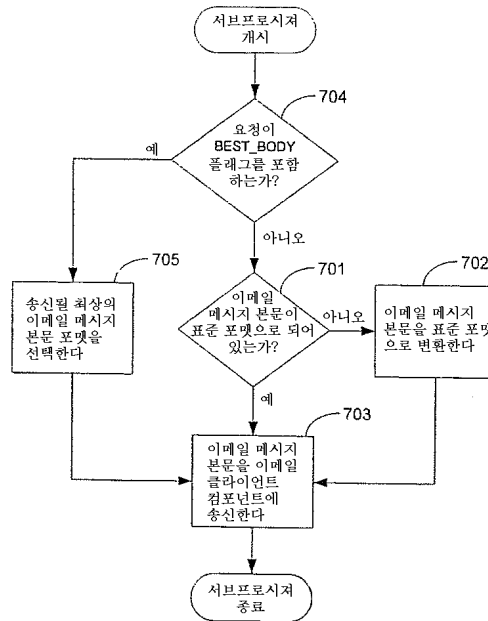 서브프로시져
개시
704
요청이
BEST_BODY
플래그를 포함
하는가?
예
아니오
705
송신될 최상의
이메일 메시지
본문 포맷을
선택한다
701
이메일
메시지 본문이
표준 포맷으로 되어
있는가?
아니오
예
702
이메일 메시지
본문을 표준 포맷
으로 변환한다
703
이메일 메시지
본문을 이메일
클라이언트
컴포넌트에
송신한다
서브프로시져
종료